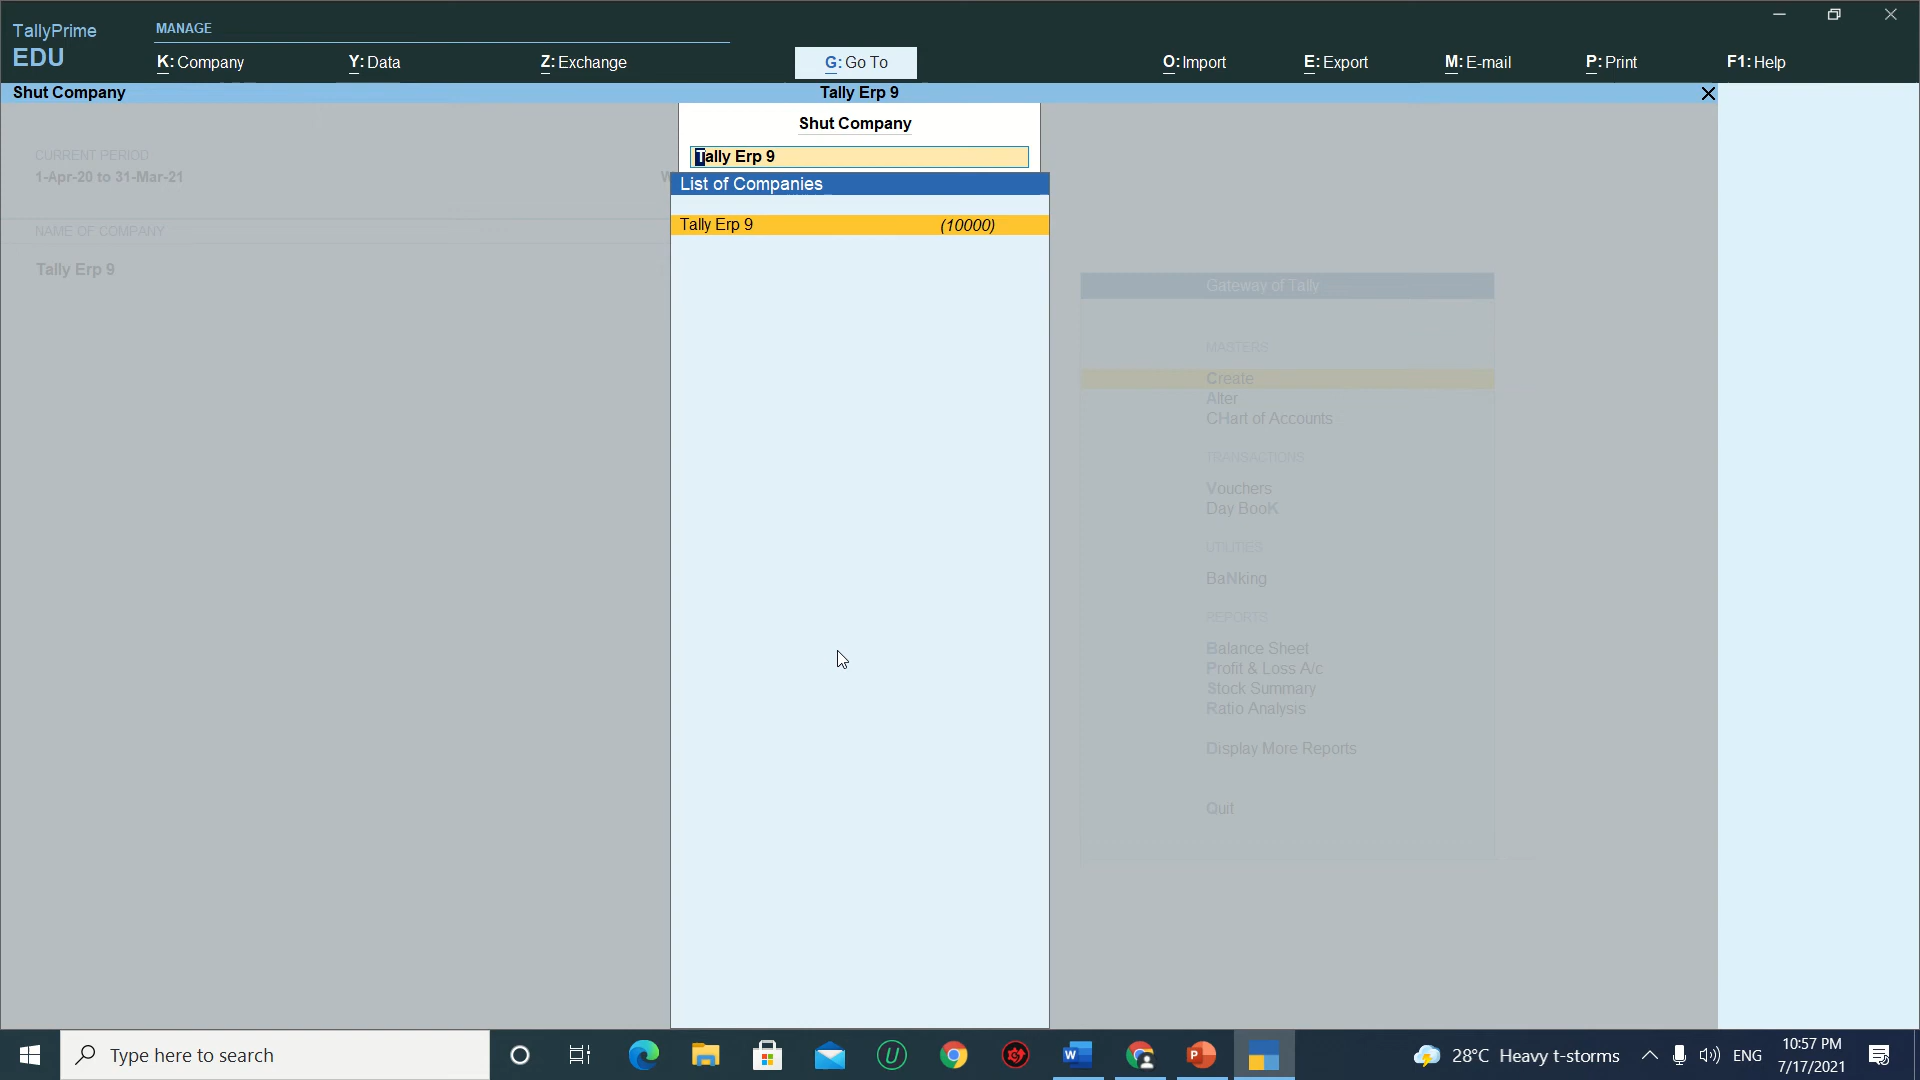 TallyPrime
EDU
MANAGE
K: Company
Y: Data
Z: Exchange
G: Go To
O: Import
E: Export
M: E-mail
P: Print
F1: Help
Shut Company
Tally Erp 9
Shut Company
Tally Erp 9
List of Companies
Tally Erp 9 (10000)
CURRENT PERIOD
1-Apr-20 to 31-Mar-21
NAME OF COMPANY
Tally Erp 9
Gateway of Tally
MASTERS
Create
Alter
CHart of Accounts
TRANSACTIONS
Vouchers
Day BooK
UTILITIES
BaNking
REPORTS
Balance Sheet
Profit & Loss A/c
Stock Summary
Ratio Analysis
Display More Reports
Quit
Type here to search
28°C Heavy t-storms
ENG
10:57 PM
7/17/2021